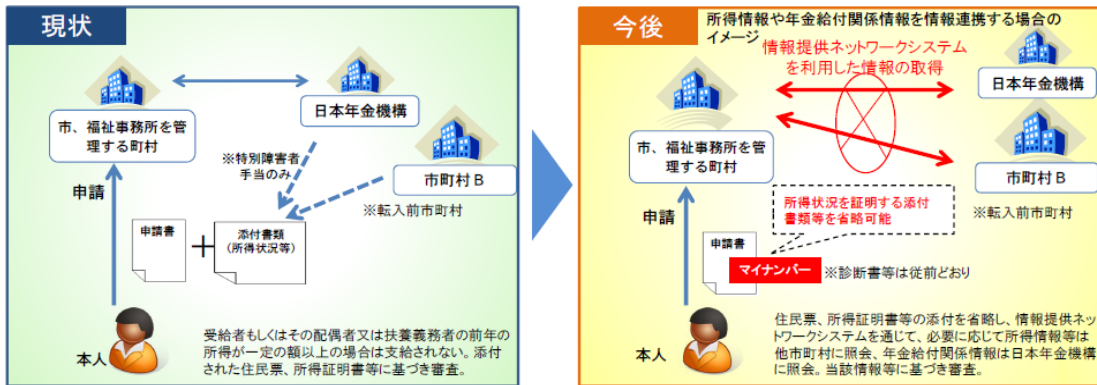 現状
日本年金機構
市、福祉事務所を管
理する町村
※特別障害者
手当のみ
市町村B
※転入前市町村
申請
申請書
+
添付書類
(所得状況等)
本人
受給者もしくはその配偶者又は扶養義務者の前年の
所得が一定の額以上の場合は支給されない。添付
された住民票、所得証明書等に基づき審査。
今後
所得情報や年金給付関係情報を情報連携する場合の
イメージ
情報提供ネットワークシステム
を利用した情報の取得
日本年金機構
市、福祉事務所を管
理する町村
市町村B
※転入前市町村
所得状況を証明する添付
書類等を省略可能
申請
申請書
マイナンバー
※診断書等は従前どおり
本人
住民票、所得証明書等の添付を省略し、情報提供ネッ
トワークシステムを通じて、必要に応じて所得情報等は
他市町村に照会、年金給付関係情報は日本年金機構
に照会。当該情報等に基づき審査。